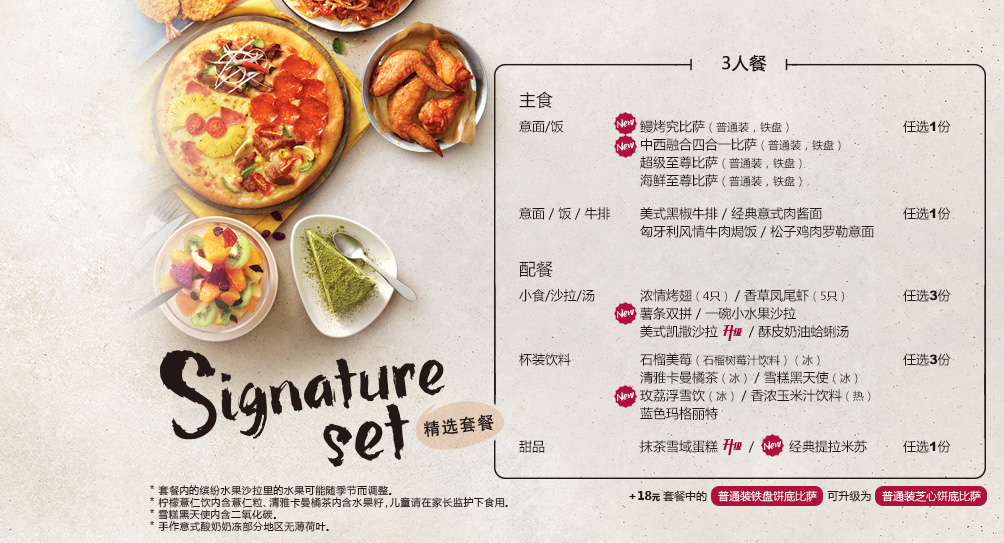 3人餐
主食
意面/饭
New 鳗烤究比萨（普通装，铁盘）
任选1份
New 中西融合四合一比萨（普通装，铁盘）
超级至尊比萨（普通装，铁盘）
海鲜至尊比萨（普通装，铁盘）
意面 / 饭 / 牛排
美式黑椒牛排 / 经典意式肉酱面
任选1份
匈牙利风情牛肉焗饭 / 松子鸡肉罗勒意面
配餐
小食/沙拉/汤
浓情烤翅（4只）/ 香草凤尾虾（5只）
任选3份
New 薯条双拼 / 一碗小水果沙拉
美式凯撒沙拉 升级 / 酥皮奶油蛤蜊汤
杯装饮料
石榴美莓（石榴树莓汁饮料）（冰）
任选3份
清雅卡曼橘茶（冰）/ 雪糕黑天使（冰）
New 玫荔浮雪饮（冰）/ 香浓玉米汁饮料（热）
蓝色玛格丽特
甜品
抹茶雪域蛋糕 升级 / New 经典提拉米苏
任选1份
Signature
set
精选套餐
* 套餐内的缤纷水果沙拉里的水果可能随季节而调整。
* 柠檬薏仁饮内含薏仁粒、清雅卡曼橘茶内含水果籽，儿童请在家长监护下食用。
* 雪糕黑天使内含二氧化碳。
* 手作意式酸奶奶冻部分地区无薄荷叶。
+18元 套餐中的 普通装铁盘饼底比萨 可升级为 普通装芝心饼底比萨